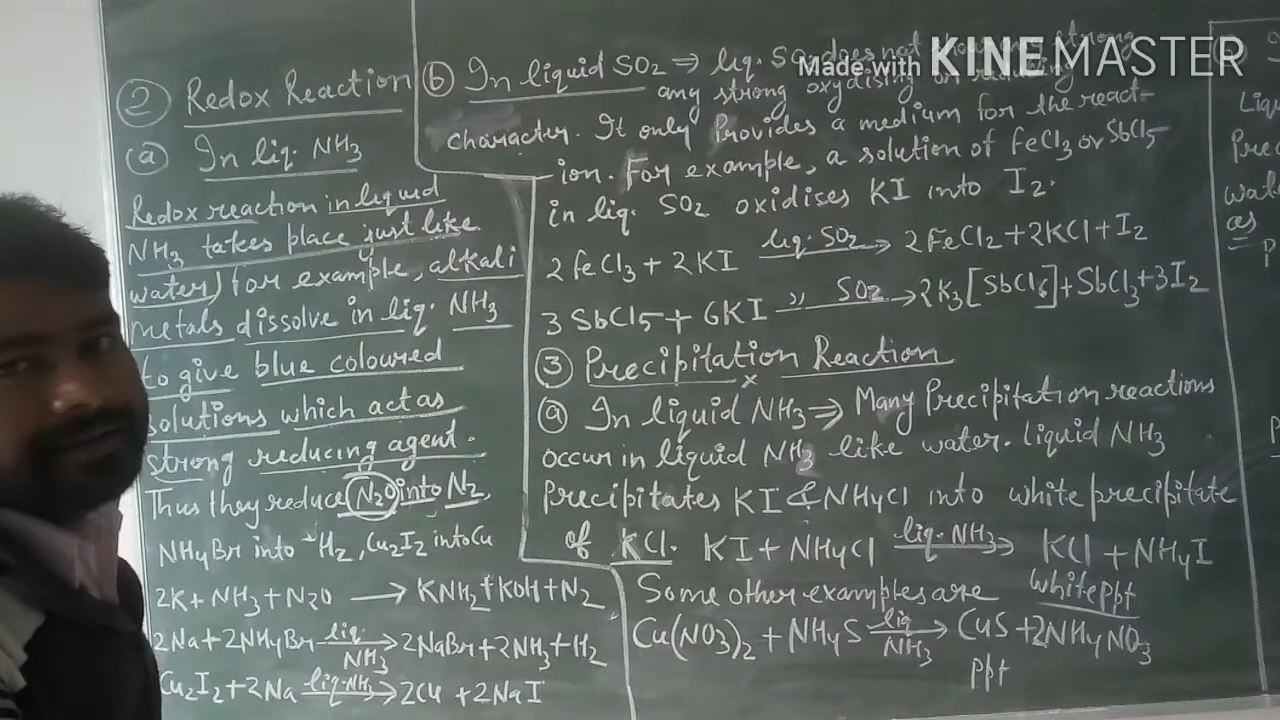 ② Redox Reaction
ⓐ In liq. NH3
Redox reaction in liquid
NH3 takes place just like
water) for example, alkali
metals dissolve in liq. NH3
to give blue coloured
solutions which act as
strong reducing agent.
Thus they reduce N2O into N2,
NH4Br into H2, Cu2I2 into Cu
2K + NH3 + N2O → KNH2 + KOH + N2
2Na + 2NH4Br liq. NH3 → 2NaBr + 2NH3 + H2
Cu2I2 + 2Na liq. NH3 → 2Cu + 2NaI
ⓑ In liquid SO2 ⇒ liq. SO2 does not show strong
any strong oxydising or reducing
character. It only Provides a medium for the react-
ion. For example, a solution of FeCl3 or SbCl5
in liq. SO2 oxidises KI into I2.
2FeCl3 + 2KI liq. SO2 → 2FeCl2 + 2KCl + I2
3SbCl5 + 6KI ,, SO2 → 2K3[SbCl6] + SbCl3 + 3I2
③ Precipitation Reaction
ⓐ In liquid NH3 ⇒ Many Precipitation reactions
occur in liquid NH3 like water. liquid NH3
Precipitates KI & NH4Cl into white precipitate
of KCl. KI + NH4Cl liq. NH3 → KCl + NH4I
white ppt
Some other examples are
Cu(NO3)2 + NH4S liq NH3 → CuS + 2NH4NO3
ppt
Made with KINEMASTER
Liqu
Prec
wate
as
P